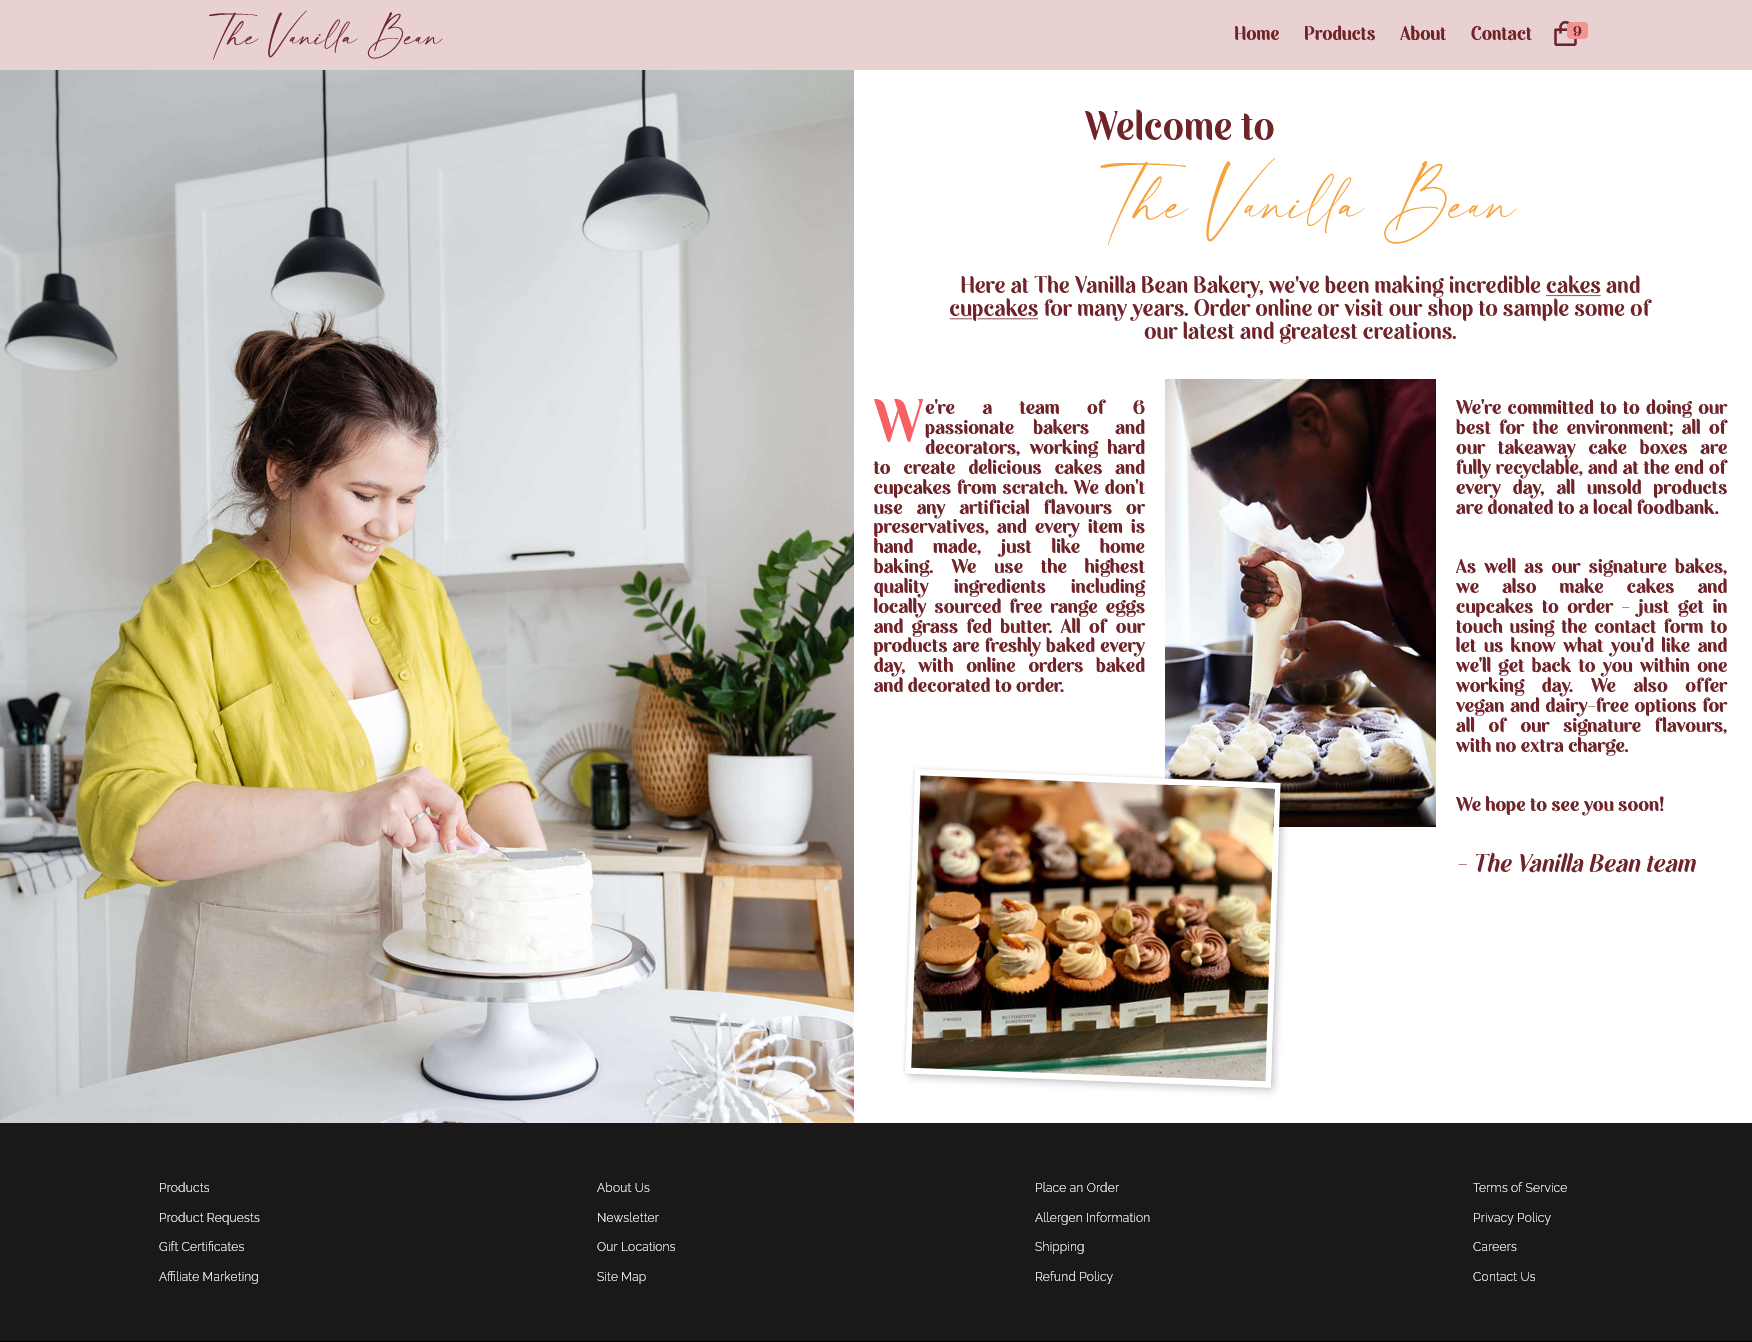 The Vanilla Bean
Home Products About Contact 9
Welcome to
The Vanilla Bean
Here at The Vanilla Bean Bakery, we've been making incredible cakes and
cupcakes for many years. Order online or visit our shop to sample some of
our latest and greatest creations.
We're a team of 6
passionate bakers and
decorators, working hard
to create delicious cakes and
cupcakes from scratch. We don't
use any artificial flavours or
preservatives, and every item is
hand made, just like home
baking. We use the highest
quality ingredients including
locally sourced free range eggs
and grass fed butter. All of our
products are freshly baked every
day, with online orders baked
and decorated to order.
We're committed to to doing our
best for the environment; all of
our takeaway cake boxes are
fully recyclable, and at the end of
every day, all unsold products
are donated to a local foodbank.
As well as our signature bakes,
we also make cakes and
cupcakes to order - just get in
touch using the contact form to
let us know what you'd like and
we'll get back to you within one
working day. We also offer
vegan and dairy-free options for
all of our signature flavours,
with no extra charge.
We hope to see you soon!
- The Vanilla Bean team
S'MORES
BUTTERSCOTCH
HONEYCOMB
SALTED CARAMEL
Products
Product Requests
Gift Certificates
Affiliate Marketing
About Us
Newsletter
Our Locations
Site Map
Place an Order
Allergen Information
Shipping
Refund Policy
Terms of Service
Privacy Policy
Careers
Contact Us